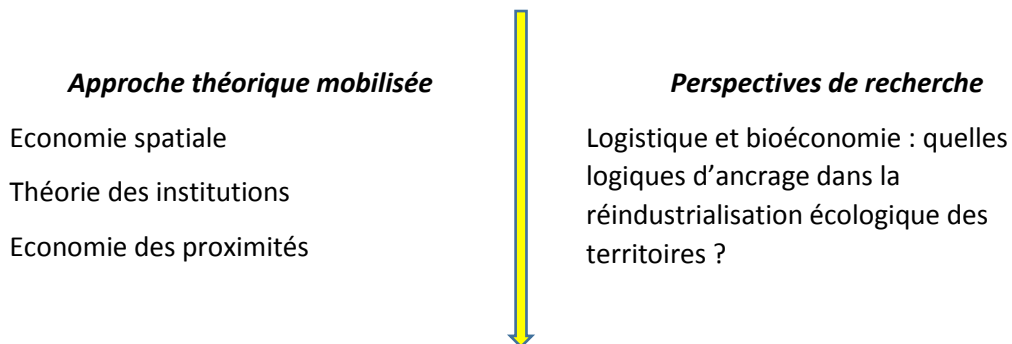 Approche théorique mobilisée
Economie spatiale
Théorie des institutions
Economie des proximités
Perspectives de recherche
Logistique et bioéconomie : quelles
logiques d’ancrage dans la
réindustrialisation écologique des
territoires ?